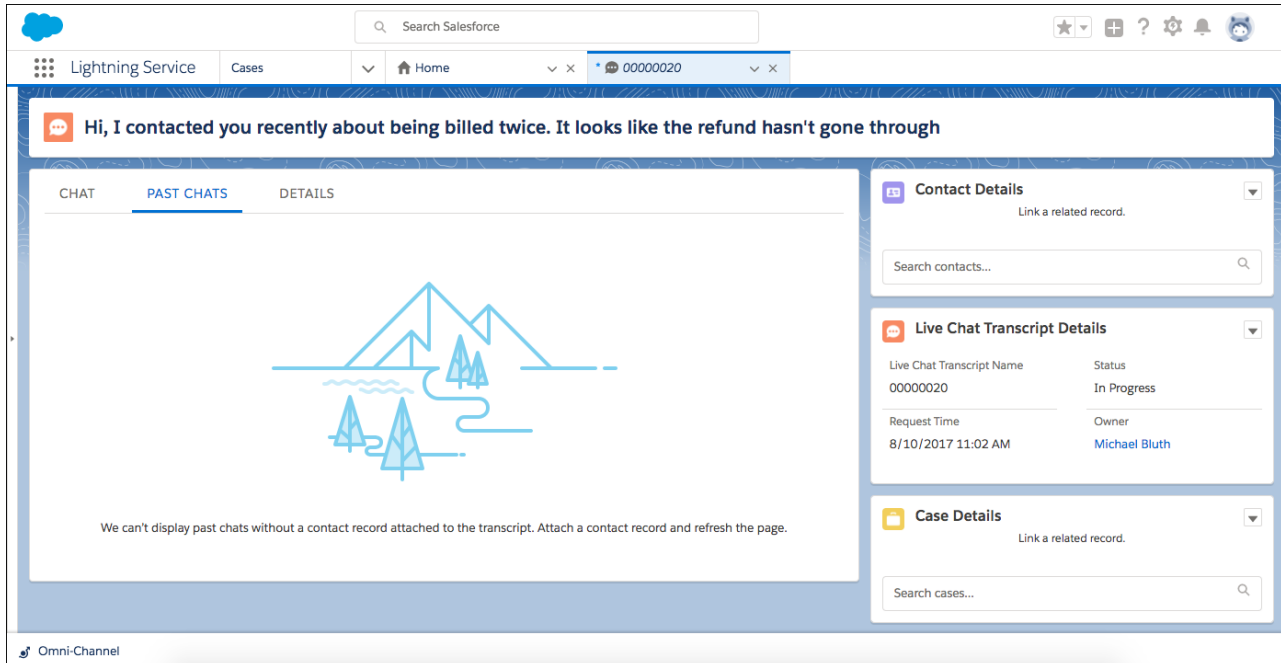 Search Salesforce
Lightning Service
Cases
Home
* 00000020
Hi, I contacted you recently about being billed twice. It looks like the refund hasn't gone through
CHAT
PAST CHATS
DETAILS
We can't display past chats without a contact record attached to the transcript. Attach a contact record and refresh the page.
Contact Details
Link a related record.
Search contacts...
Live Chat Transcript Details
Live Chat Transcript Name
00000020
Status
In Progress
Request Time
8/10/2017 11:02 AM
Owner
Michael Bluth
Case Details
Link a related record.
Search cases...
Omni-Channel